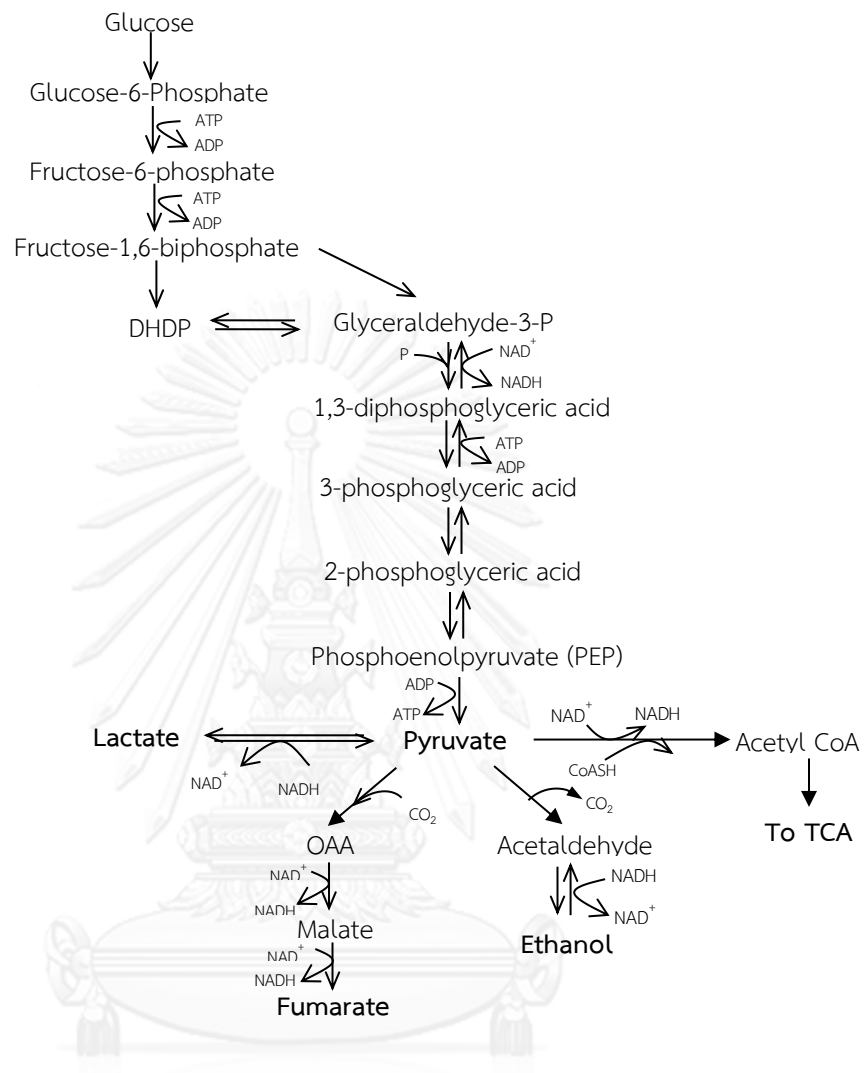 Glucose
Glucose-6-Phosphate
ATP
ADP
Fructose-6-phosphate
ATP
ADP
Fructose-1,6-biphosphate
DHDP
Glyceraldehyde-3-P
P
NAD⁺
NADH
1,3-diphosphoglyceric acid
ATP
ADP
3-phosphoglyceric acid
2-phosphoglyceric acid
Phosphoenolpyruvate (PEP)
ADP
ATP
NAD⁺
NADH
Lactate
Pyruvate
Acetyl CoA
NAD⁺
NADH
CoASH
CO₂
CO₂
To TCA
OAA
Acetaldehyde
NAD⁺
NADH
NADH
NAD⁺
Malate
Ethanol
NAD⁺
NADH
Fumarate